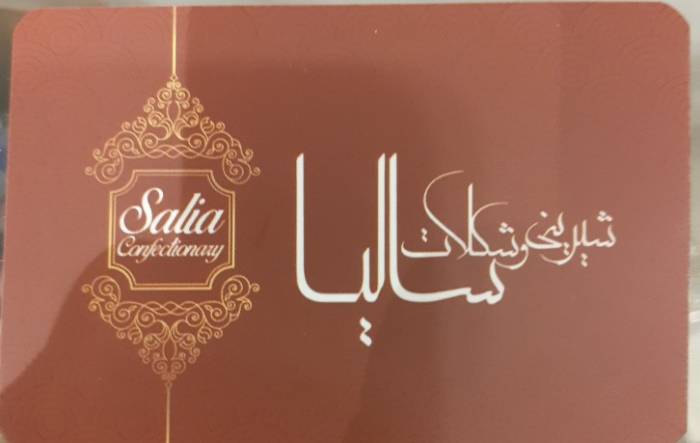 Salia
Confectionary
شیرینی و شکلات
سالیا